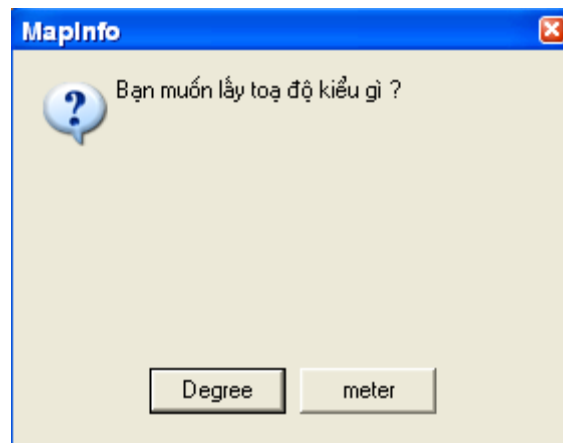 MapInfo
Bạn muốn lấy toạ độ kiểu gì ?
Degree
meter